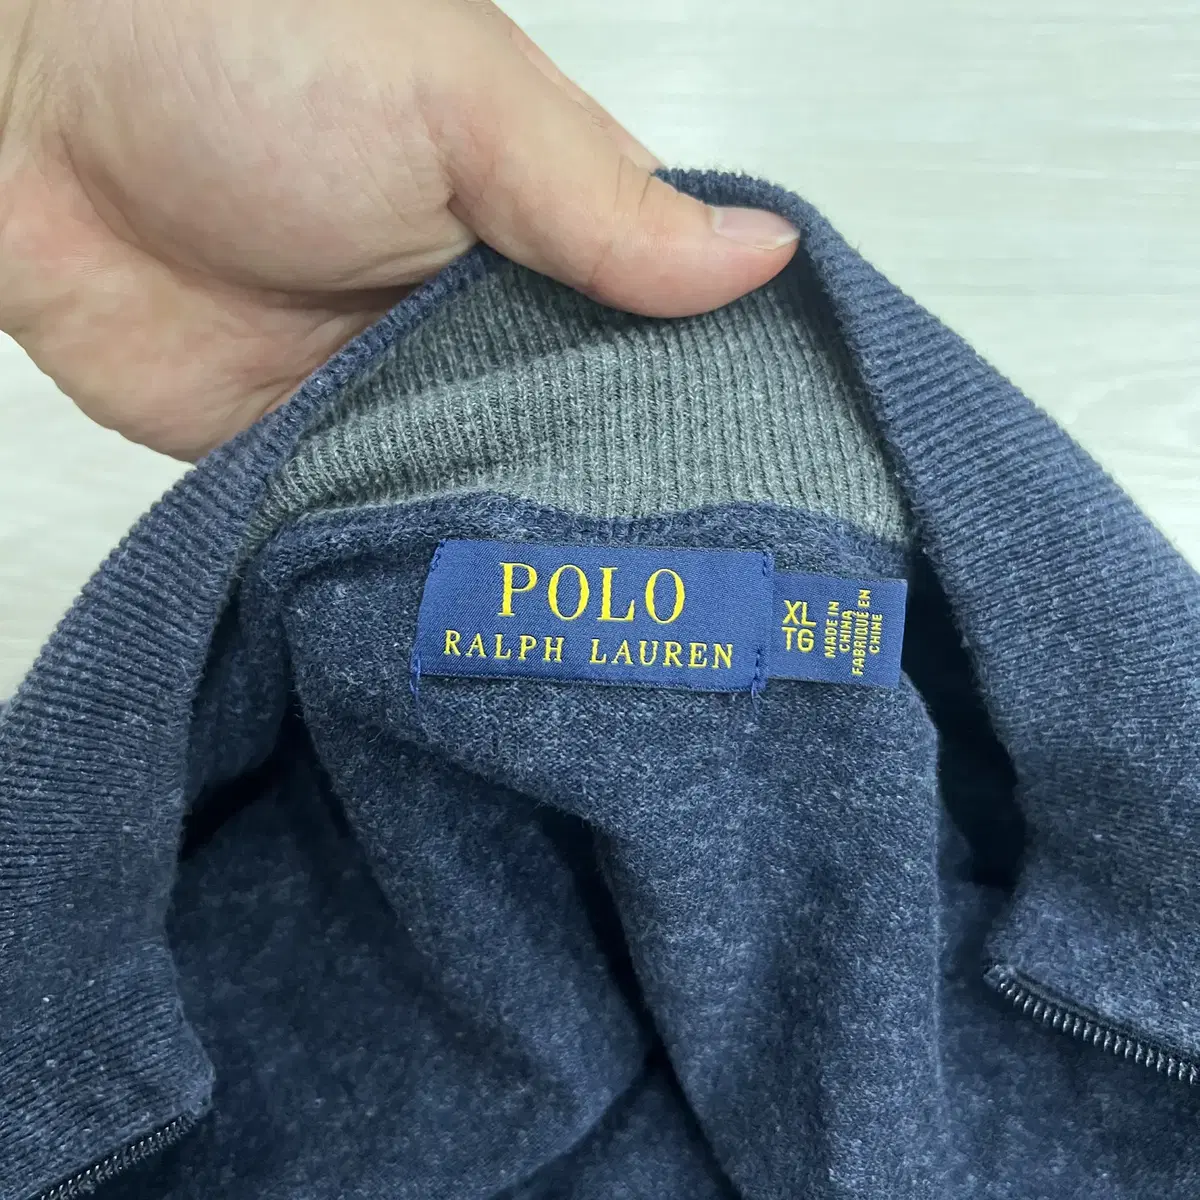 POLO
RALPH LAUREN
XL
TG
MADE IN
CHINA
FABRIQUÉ EN
CHINE